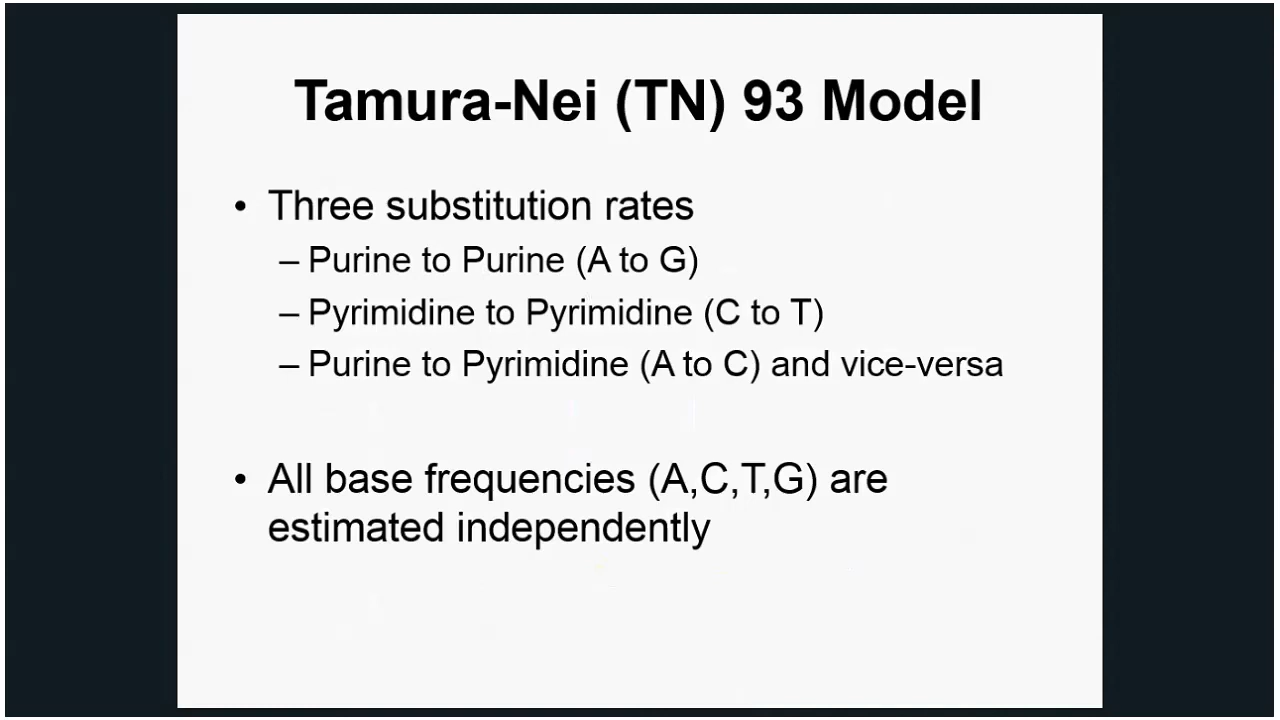 Tamura-Nei (TN) 93 Model
• Three substitution rates
– Purine to Purine (A to G)
– Pyrimidine to Pyrimidine (C to T)
– Purine to Pyrimidine (A to C) and vice-versa
• All base frequencies (A,C,T,G) are
estimated independently